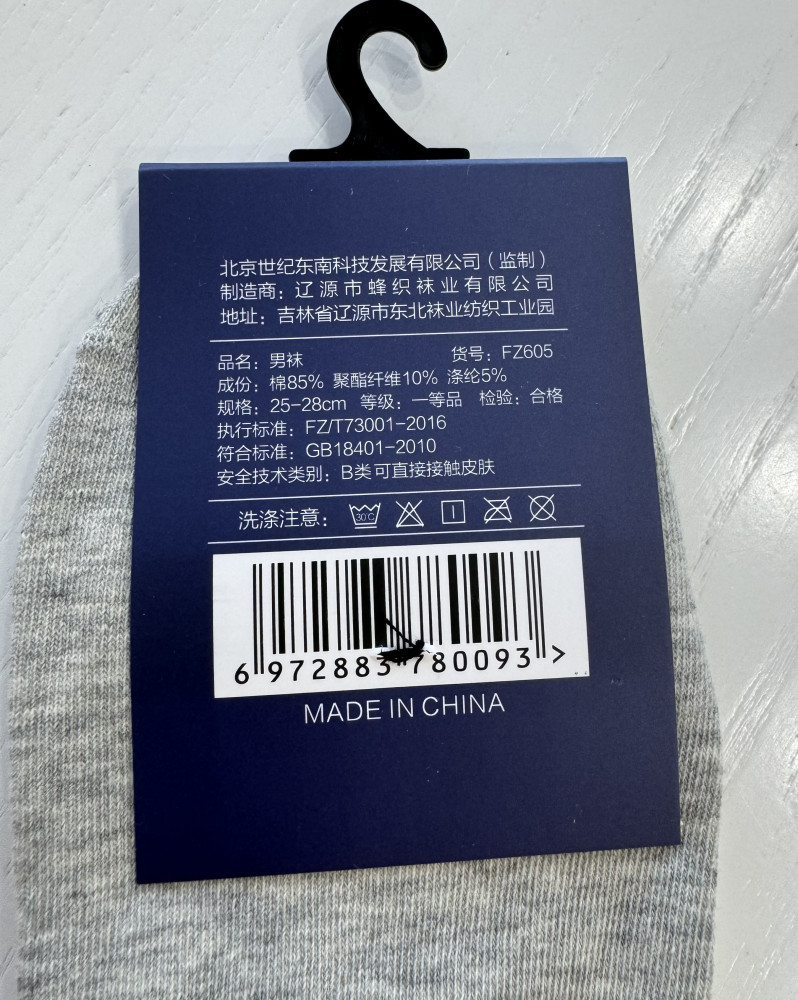 北京世纪东南科技发展有限公司（监制）
制造商：辽源市蜂织袜业有限公司
地址：吉林省辽源市东北袜业纺织工业园
品名：男袜 货号：FZ605
成份：棉85% 聚酯纤维10% 涤纶5%
规格：25-28cm 等级：一等品 检验：合格
执行标准：FZ/T73001-2016
符合标准：GB18401-2010
安全技术类别：B类可直接接触皮肤
洗涤注意： 30℃
6 972883 780093 >
MADE IN CHINA